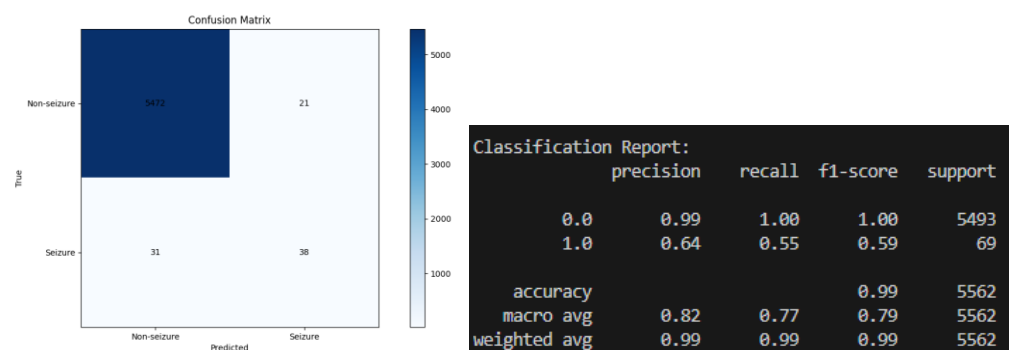 Confusion Matrix
5000
Non-seizure
5472
21
4000
3000
True
2000
Seizure
31
38
1000
Non-seizure
Seizure
Predicted
Classification Report:
precision recall f1-score support
0.0 0.99 1.00 1.00 5493
1.0 0.64 0.55 0.59 69
accuracy 0.99 5562
macro avg 0.82 0.77 0.79 5562
weighted avg 0.99 0.99 0.99 5562